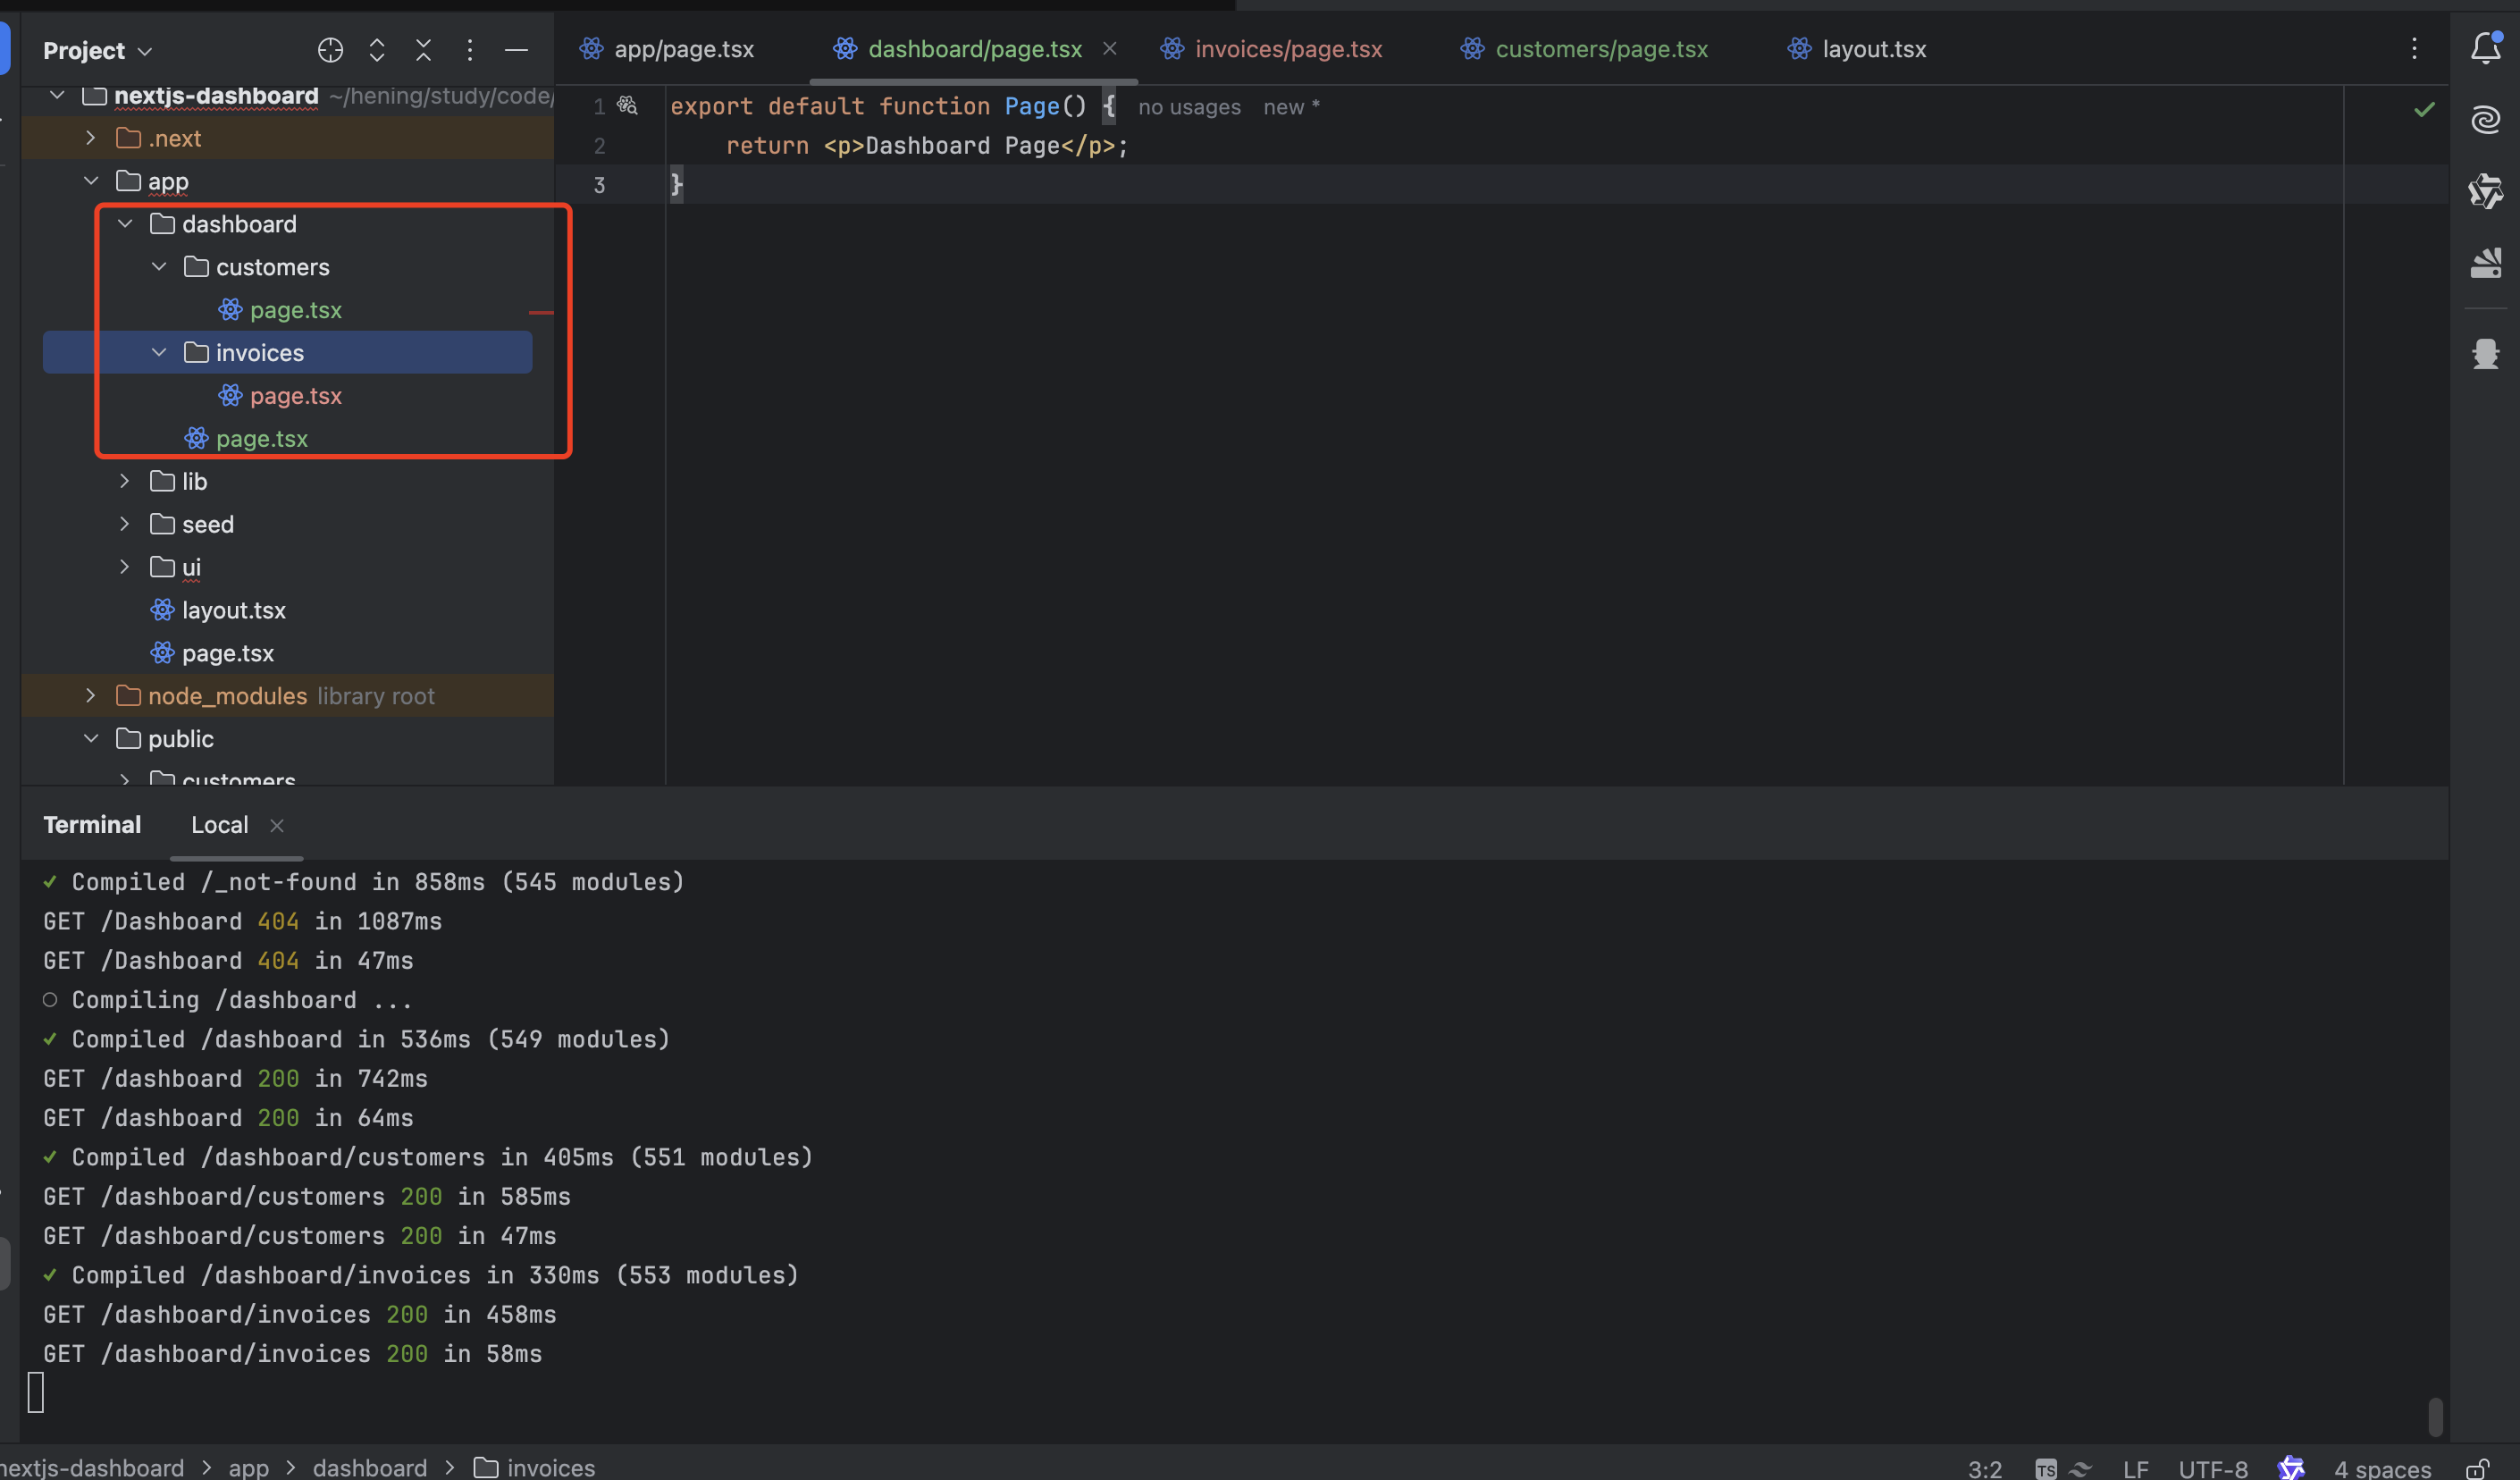 Project
app/page.tsx
dashboard/page.tsx
invoices/page.tsx
customers/page.tsx
layout.tsx
nextjs-dashboard ~/hening/study/code/
.next
app
dashboard
customers
page.tsx
invoices
page.tsx
page.tsx
lib
seed
ui
layout.tsx
page.tsx
node_modules library root
public
customers
1 export default function Page() { no usages new *
2 return <p>Dashboard Page</p>;
3 }
Terminal Local
✓ Compiled /_not-found in 858ms (545 modules)
GET /Dashboard 404 in 1087ms
GET /Dashboard 404 in 47ms
○ Compiling /dashboard ...
✓ Compiled /dashboard in 536ms (549 modules)
GET /dashboard 200 in 742ms
GET /dashboard 200 in 64ms
✓ Compiled /dashboard/customers in 405ms (551 modules)
GET /dashboard/customers 200 in 585ms
GET /dashboard/customers 200 in 47ms
✓ Compiled /dashboard/invoices in 330ms (553 modules)
GET /dashboard/invoices 200 in 458ms
GET /dashboard/invoices 200 in 58ms
nextjs-dashboard > app > dashboard > invoices
3:2 TS LF UTF-8 4 spaces